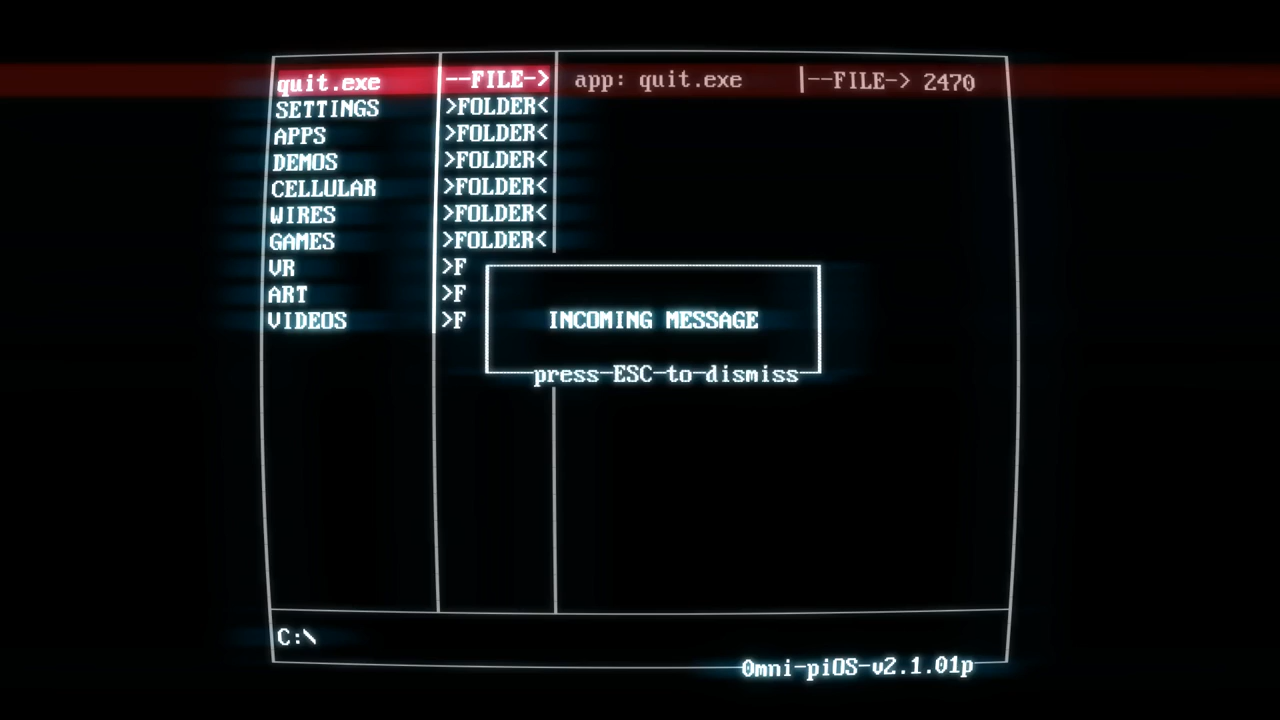 quit.exe --FILE-> app: quit.exe |--FILE-> 2470
SETTINGS >FOLDER<
APPS >FOLDER<
DEMOS >FOLDER<
CELLULAR >FOLDER<
WIRES >FOLDER<
GAMES >FOLDER<
VR >F
ART >F
VIDEOS >F
INCOMING MESSAGE
press-ESC-to-dismiss
C:\
0mni-piOS-v2.1.01p